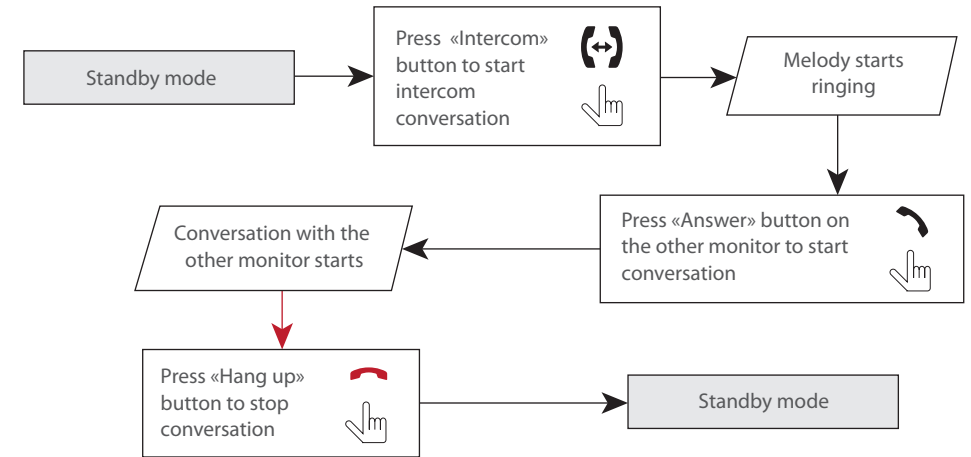 Standby mode
Press «Intercom»
button to start
intercom
conversation
Melody starts
ringing
Press «Answer» button on
the other monitor to start
conversation
Conversation with the
other monitor starts
Press «Hang up»
button to stop
conversation
Standby mode